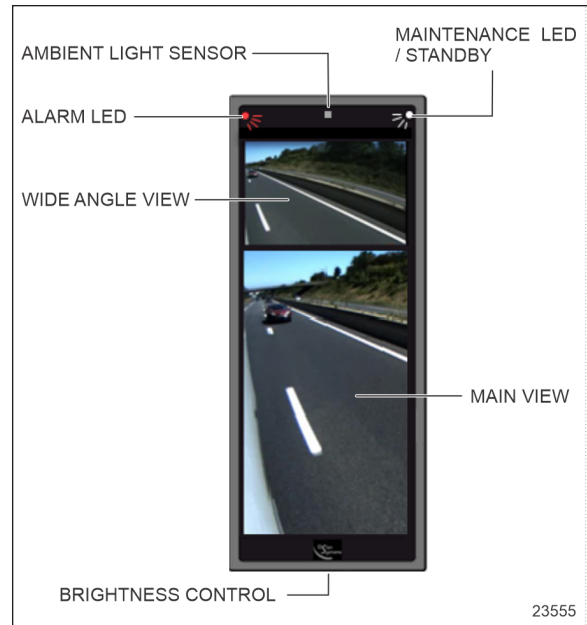 MAINTENANCE LED
/ STANDBY
AMBIENT LIGHT SENSOR
ALARM LED
WIDE ANGLE VIEW
MAIN VIEW
BRIGHTNESS CONTROL
23555